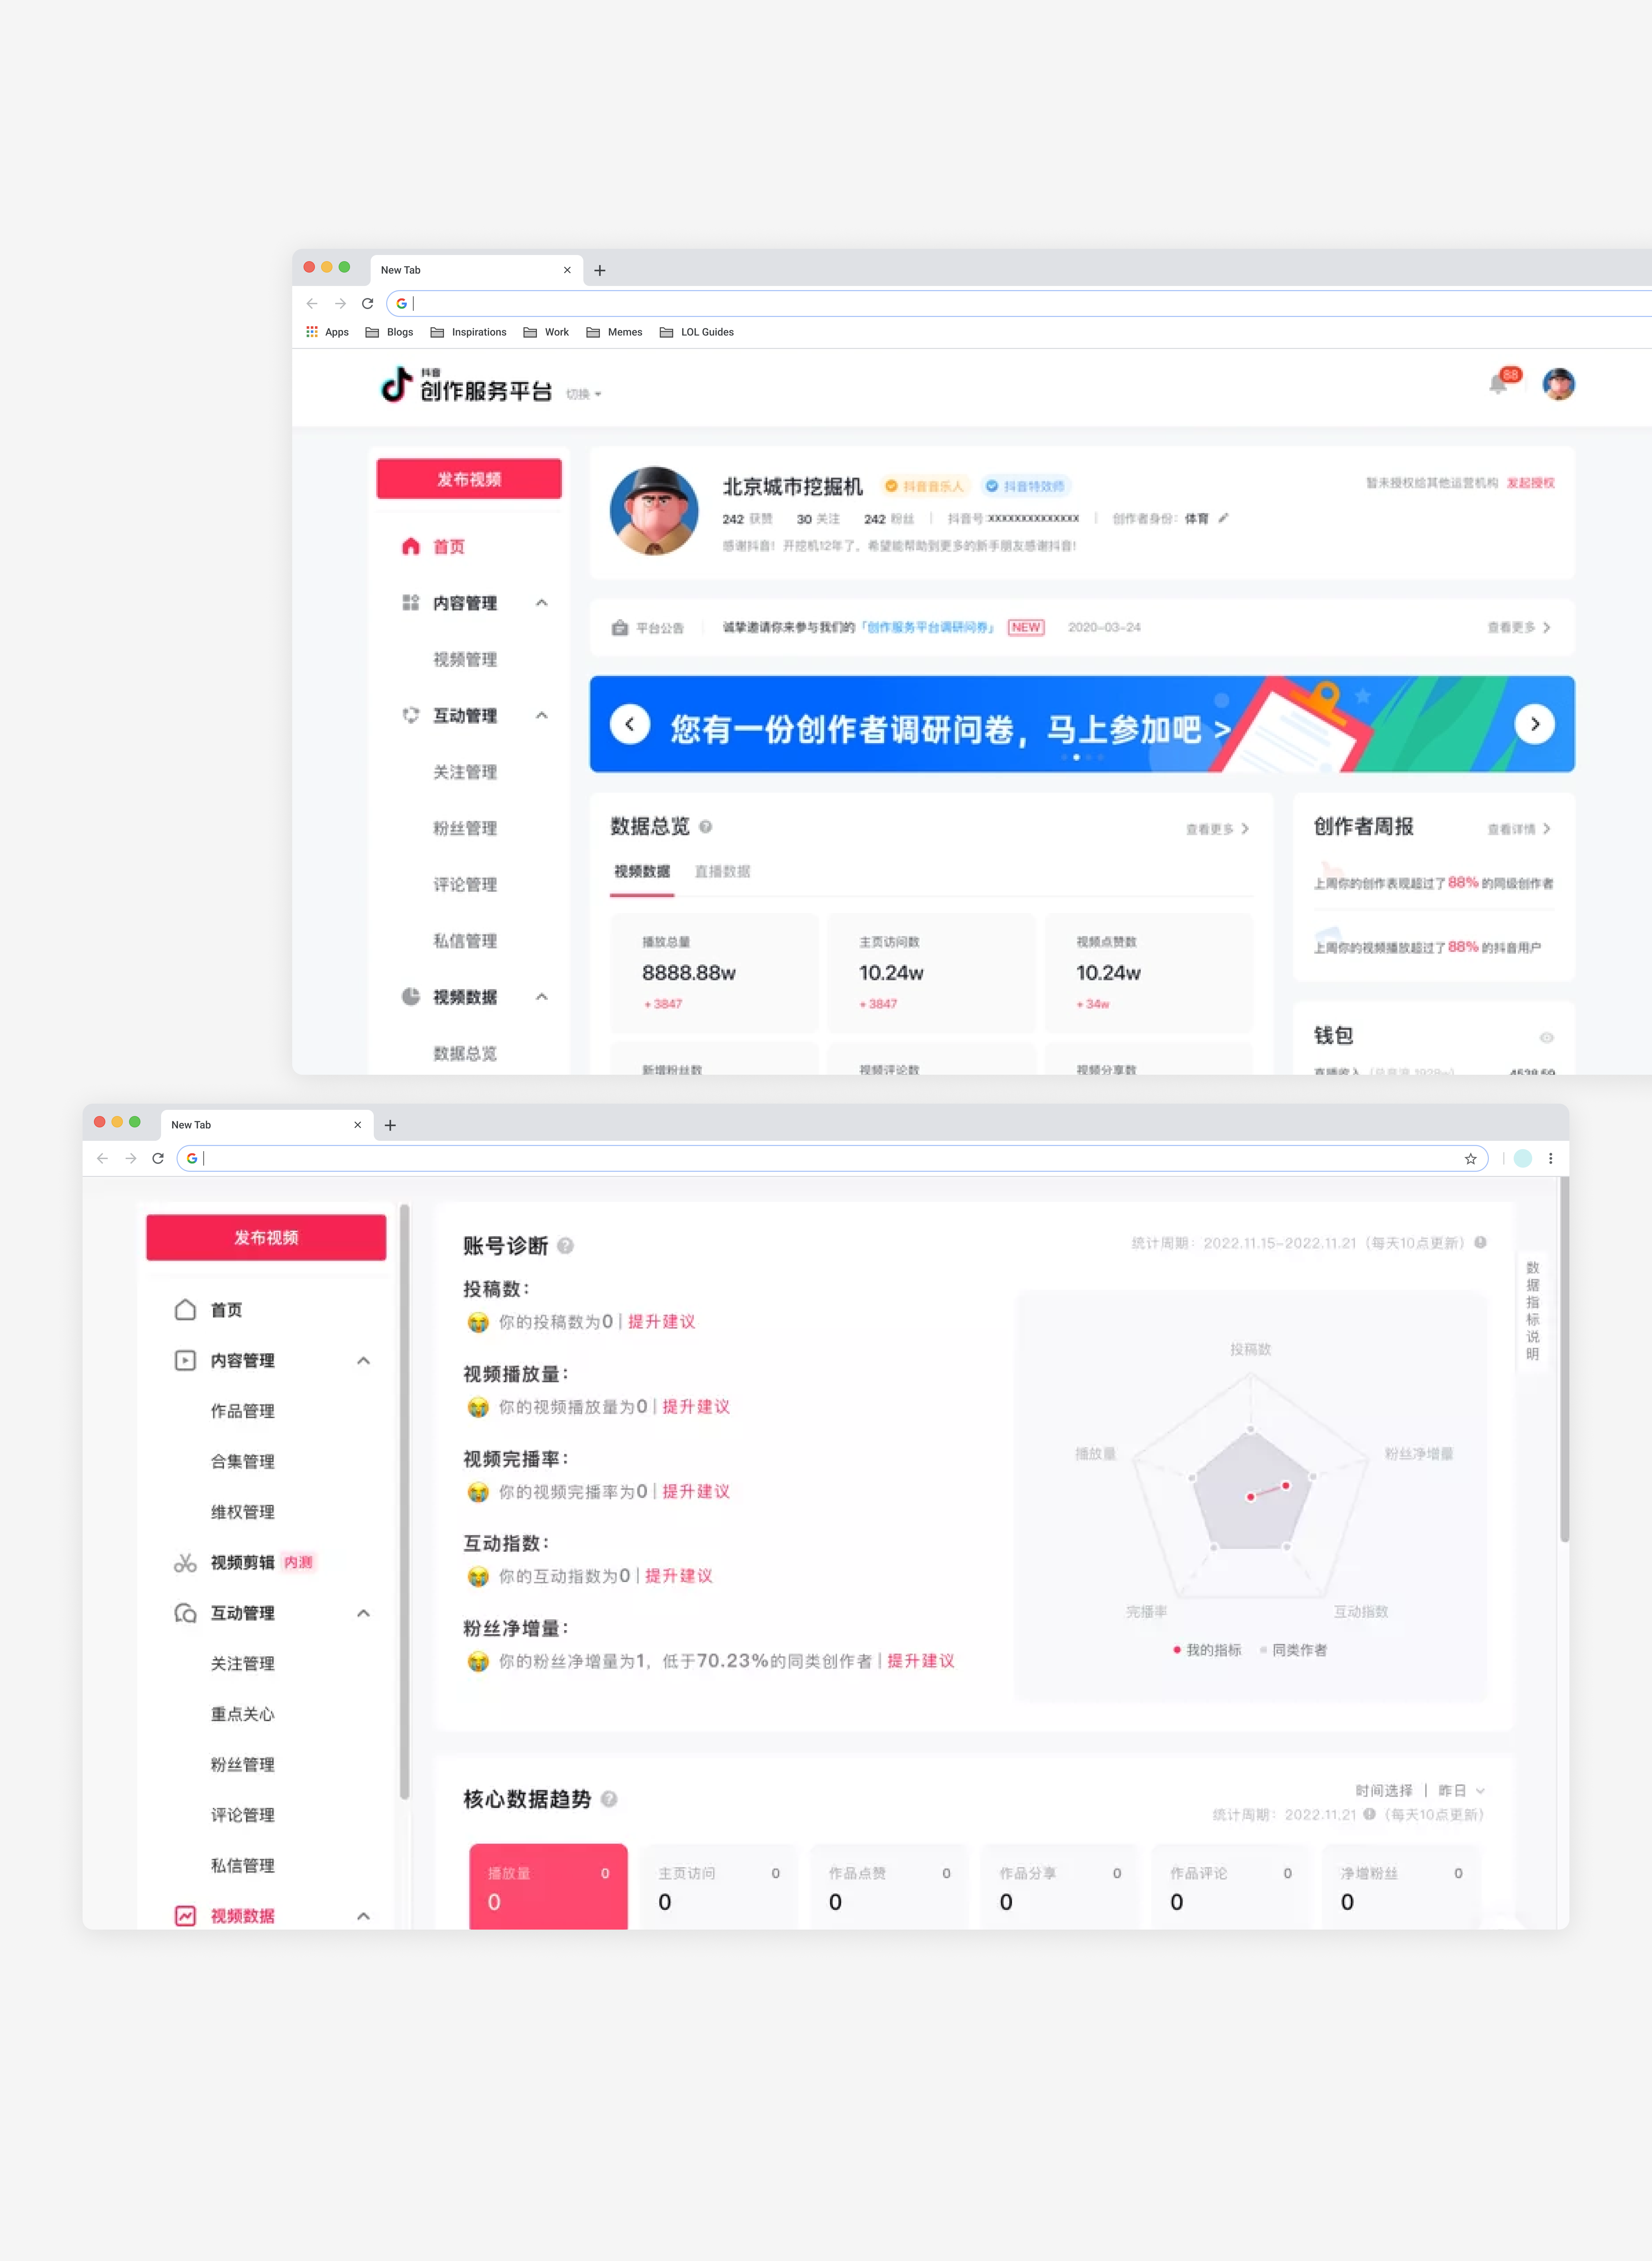 New Tab
Apps Blogs Inspirations Work Memes LOL Guides
抖音
创作服务平台 切换
88
发布视频
首页
内容管理
视频管理
互动管理
关注管理
粉丝管理
评论管理
私信管理
视频数据
数据总览
北京城市挖掘机 抖音音乐人 抖音特效师
暂未授权给其他运营机构 发起授权
242 获赞 30 关注 242 粉丝 | 抖音号:xxxxxxxxxxxxxxx | 创作者身份: 体育
感谢抖音! 开挖机12年了。希望能帮助到更多的新手朋友感谢抖音!
平台公告 诚挚邀请你来参与我们的「创作服务平台调研问卷」 NEW 2020-03-24 查看更多
您有一份创作者调研问卷,马上参加吧 >
数据总览 查看更多
视频数据 直播数据
播放总量 主页访问数 视频点赞数
8888.88w 10.24w 10.24w
+ 3847 + 3847 + 34w
新增粉丝数 视频评论数 视频分享数
创作者周报 查看详情
上周你的创作表现超过了 88% 的同级创作者
上周你的视频播放超过了 88% 的抖音用户
钱包
直播收入 4538.59
New Tab
发布视频
首页
内容管理
作品管理
合集管理
维权管理
视频剪辑 内测
互动管理
关注管理
重点关心
粉丝管理
评论管理
私信管理
视频数据
账号诊断
统计周期: 2022.11.15-2022.11.21 (每天10点更新)
投稿数:
你的投稿数为0 | 提升建议
视频播放量:
你的视频播放量为0 | 提升建议
视频完播率:
你的视频完播率为0 | 提升建议
互动指数:
你的互动指数为0 | 提升建议
粉丝净增量:
你的粉丝净增量为1, 低于70.23%的同类创作者 | 提升建议
投稿数
播放量 粉丝净增量
完播率 互动指数
我的指标 同类作者
数据指标说明
核心数据趋势
时间选择 | 昨日
统计周期: 2022.11.21 (每天10点更新)
播放量 0 主页访问 0 作品点赞 0 作品分享 0 作品评论 0 净增粉丝 0
0 0 0 0 0 0